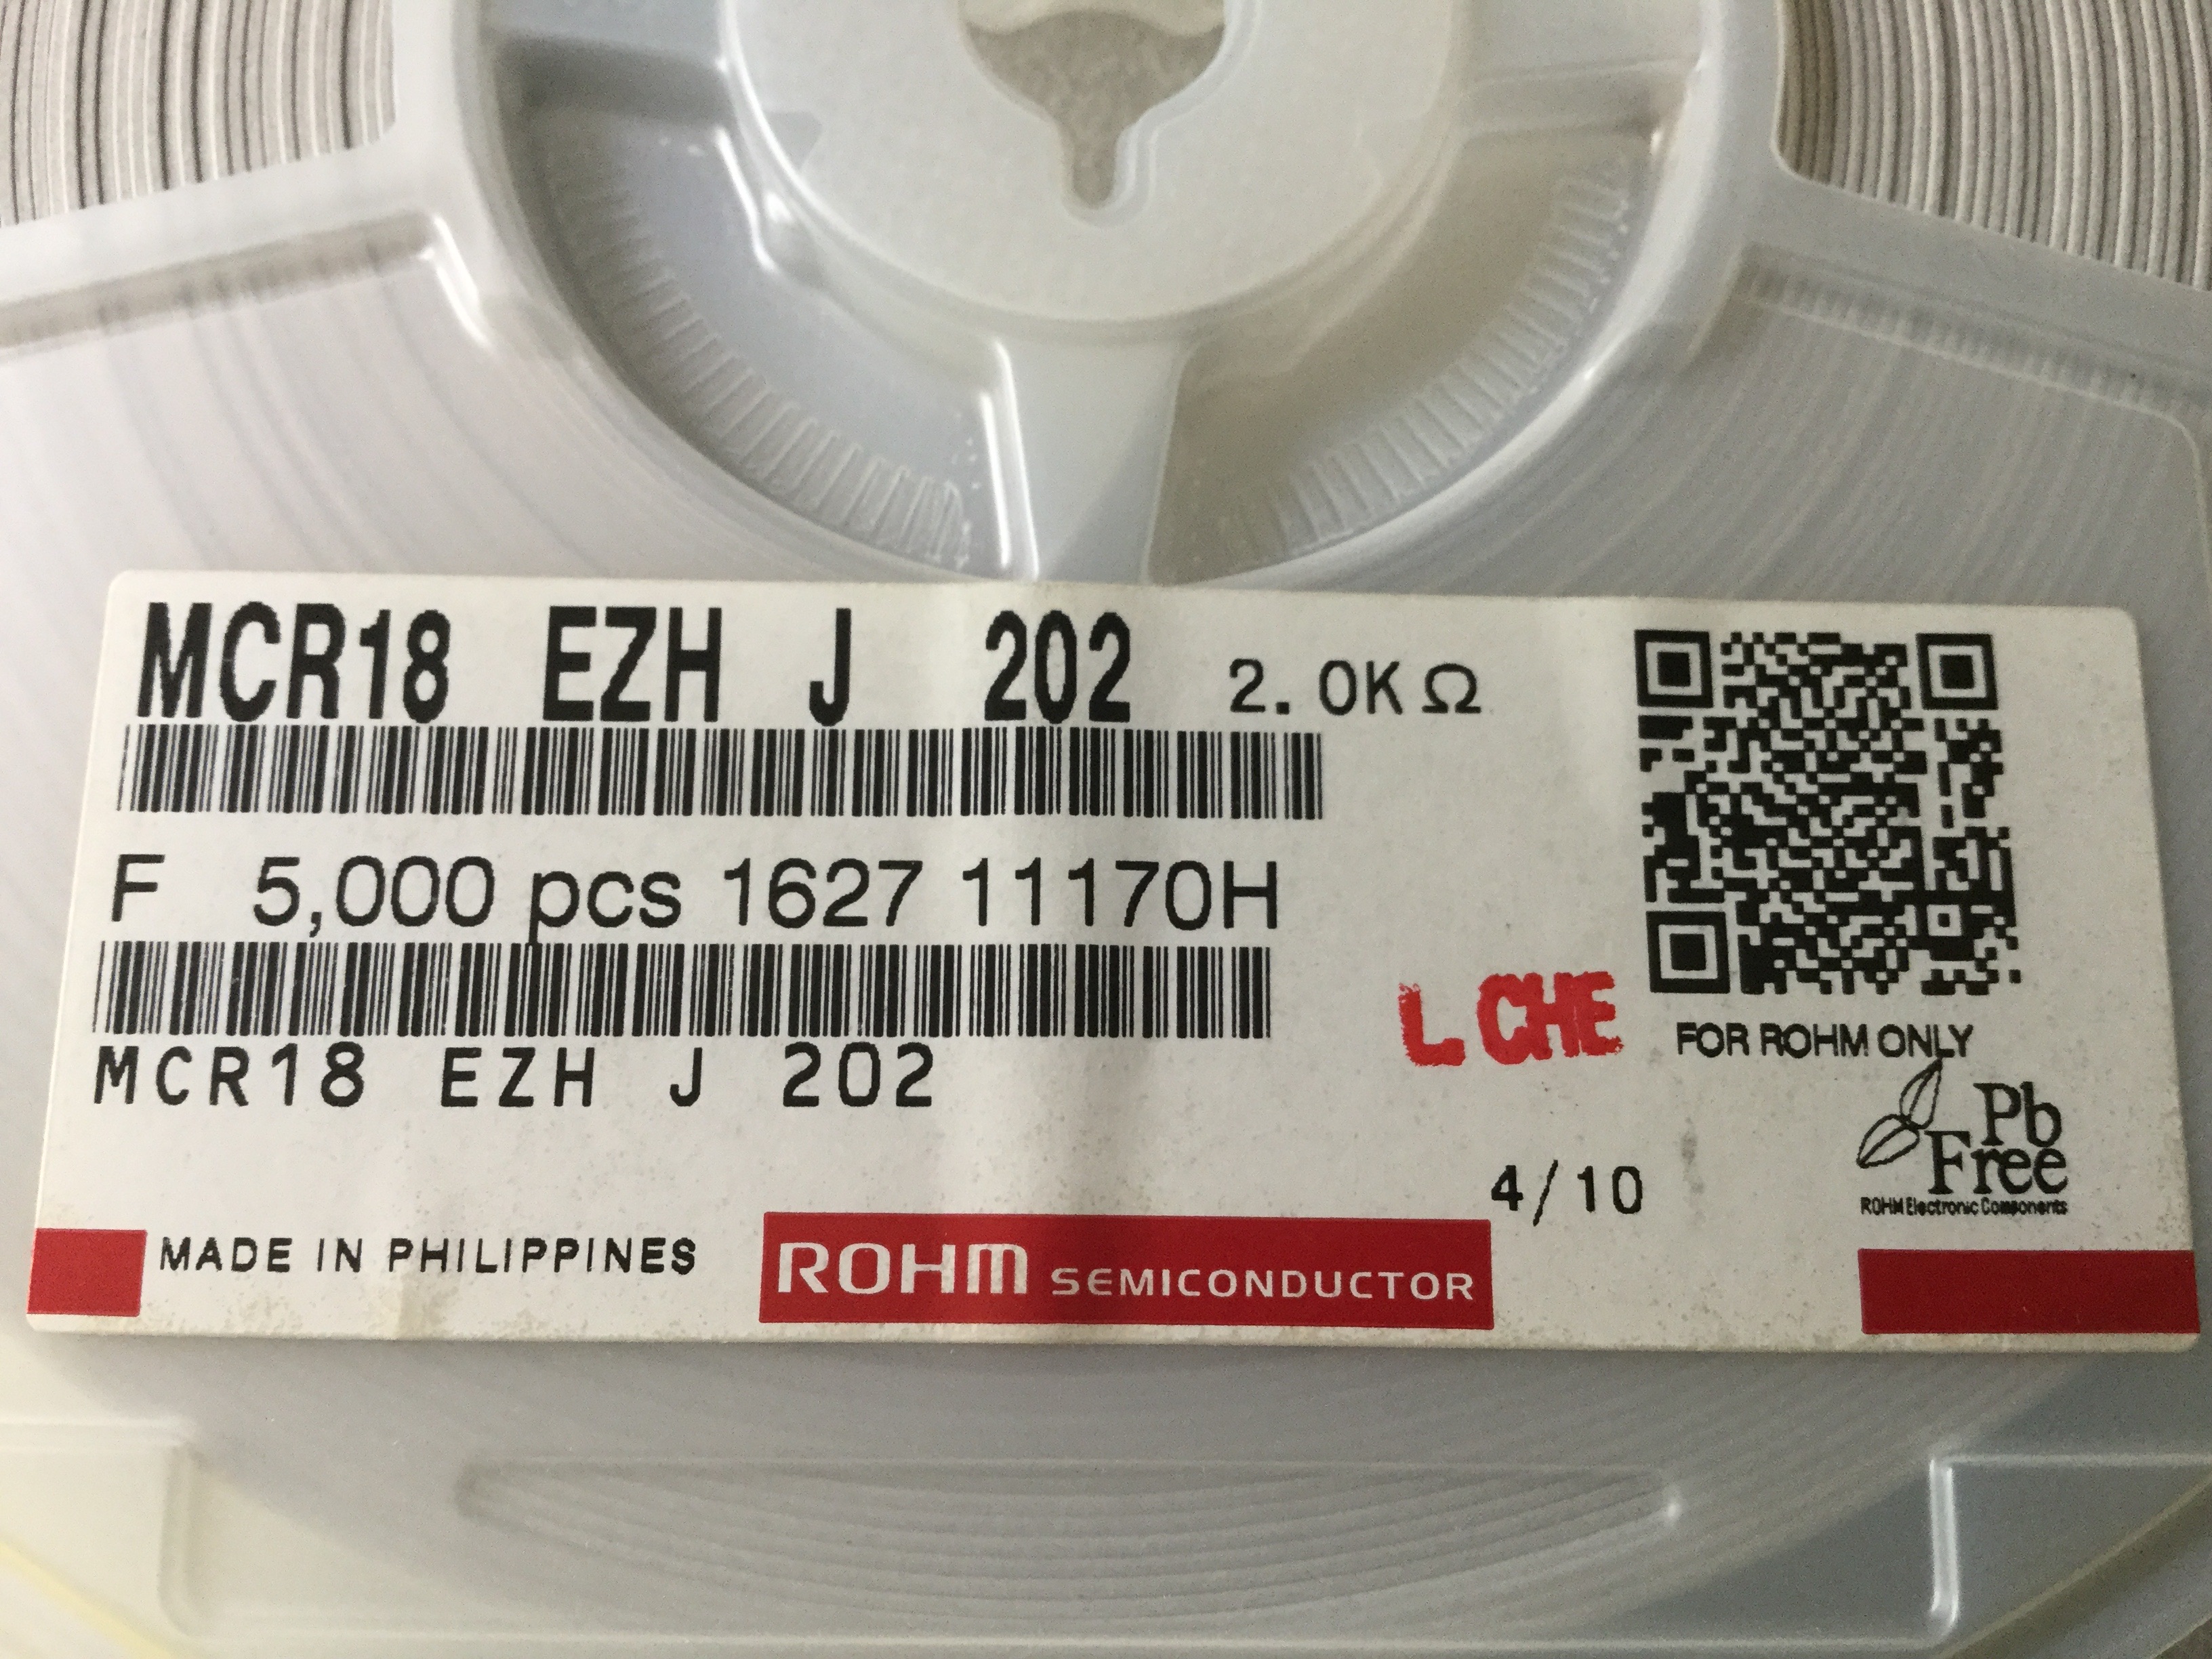 MCR18 EZH J 202 2.0KΩ
F 5,000 pcs 1627 11170H
MCR18 EZH J 202
L CHE
FOR ROHM ONLY
Pb
Free
ROHM Electronic Components
4/10
MADE IN PHILIPPINES
ROHM SEMICONDUCTOR